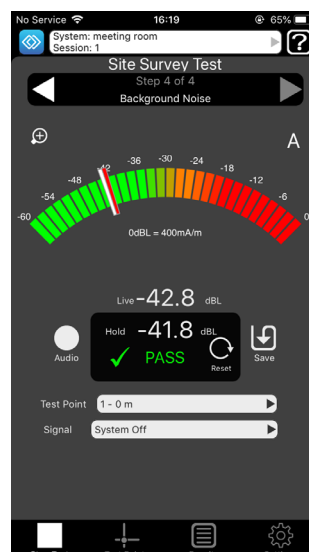 No Service 16:19 65%
System: meeting room
Session: 1
?
Site Survey Test
Step 4 of 4
Background Noise
A
-60 -54 -48 -42 -36 -30 -24 -18 -12 -6 0
0dBL = 400mA/m
Live -42.8 dBL
Hold -41.8 dBL
PASS
Reset
Audio
Save
Test Point 1 - 0 m
Signal System Off